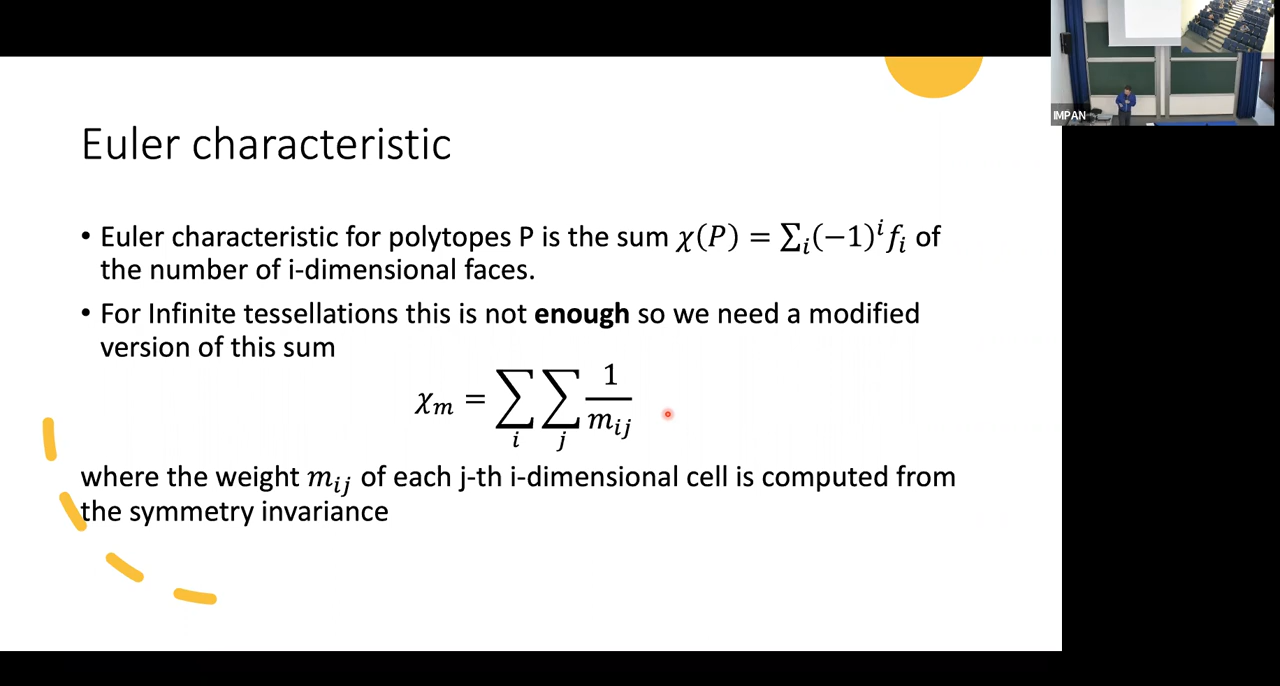 Euler characteristic
• Euler characteristic for polytopes P is the sum χ(P) = ∑ᵢ(−1)ⁱfᵢ of
the number of i-dimensional faces.
• For Infinite tessellations this is not enough so we need a modified
version of this sum
χₘ = ∑ᵢ ∑ⱼ 1/mᵢⱼ
where the weight mᵢⱼ of each j-th i-dimensional cell is computed from
the symmetry invariance
IMPAN